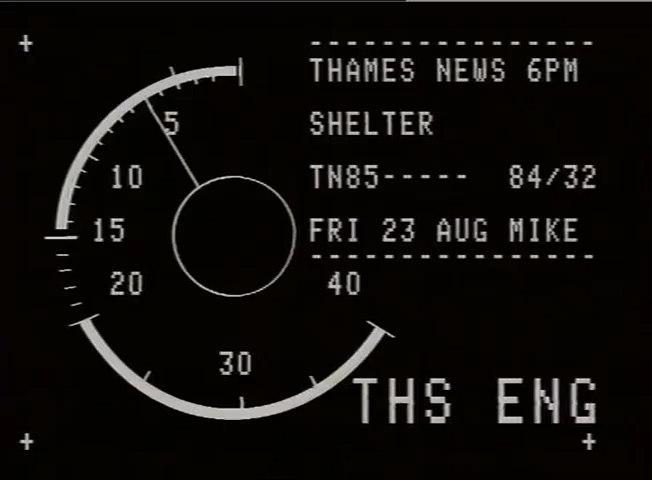 THAMES NEWS 6PM
SHELTER
TN85----- 84/32
FRI 23 AUG MIKE
5
10
15
20
30
40
THS ENG